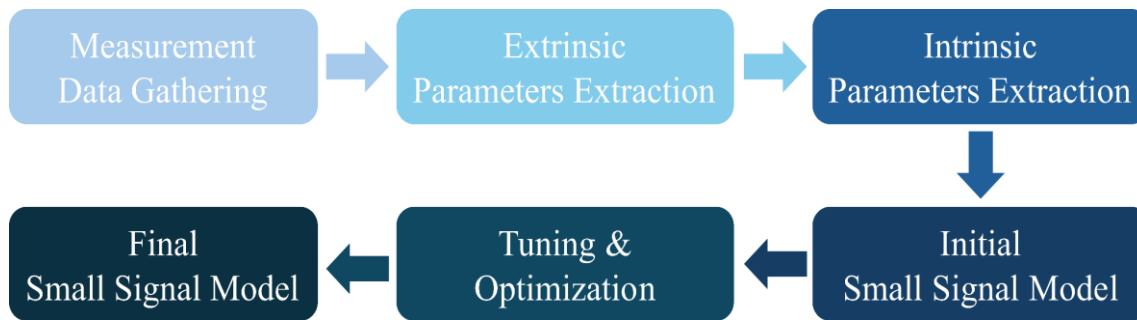 Measurement
Data Gathering
Extrinsic
Parameters Extraction
Intrinsic
Parameters Extraction
Initial
Small Signal Model
Tuning &
Optimization
Final
Small Signal Model